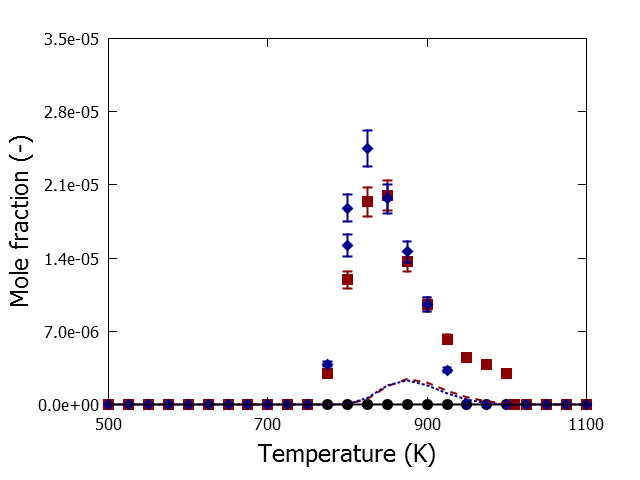 3.5e-05
2.8e-05
2.1e-05
1.4e-05
7.0e-06
0.0e+00
Mole fraction (-)
500
700
900
1100
Temperature (K)